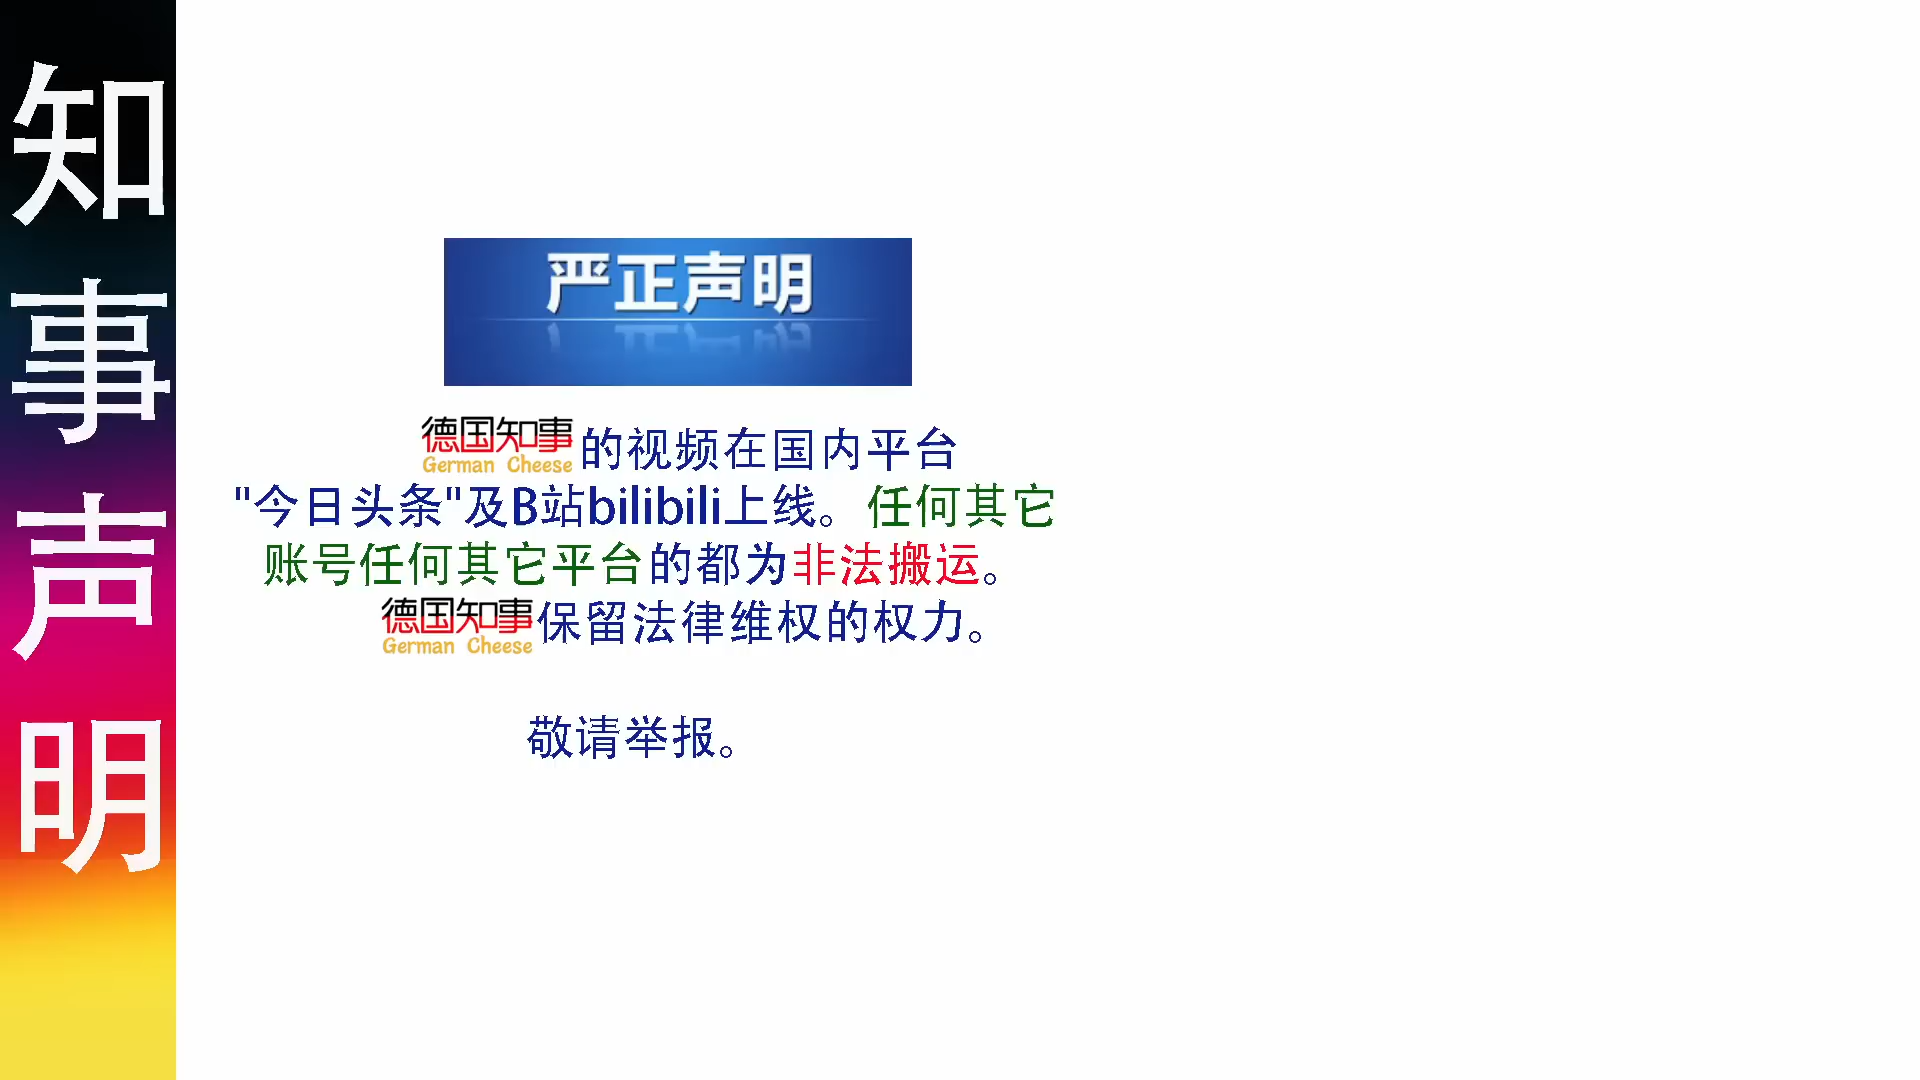 知事声明
严正声明
德国知事的视频在国内平台
German Cheese
"今日头条"及B站bilibili上线。任何其它
账号任何其它平台的都为非法搬运。
德国知事保留法律维权的权力。
German Cheese
敬请举报。